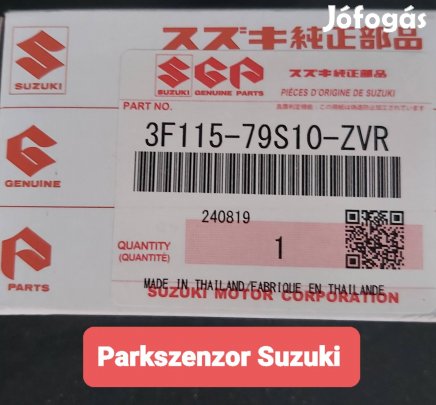 Jófogás
スズキ純正部品
SUZUKI
SGP
GENUINE PARTS
スズキ純正部品
PIÈCES D'ORIGINE DE SUZUKI
PART NO.
3F115-79S10-ZVR
GENUINE
240819
QUANTITY
(QUANTITÉ)
1
PARTS
MADE IN THAILAND/FABRIQUE EN THAILANDE
SUZUKI MOTOR CORPORATION
Parkszenzor Suzuki